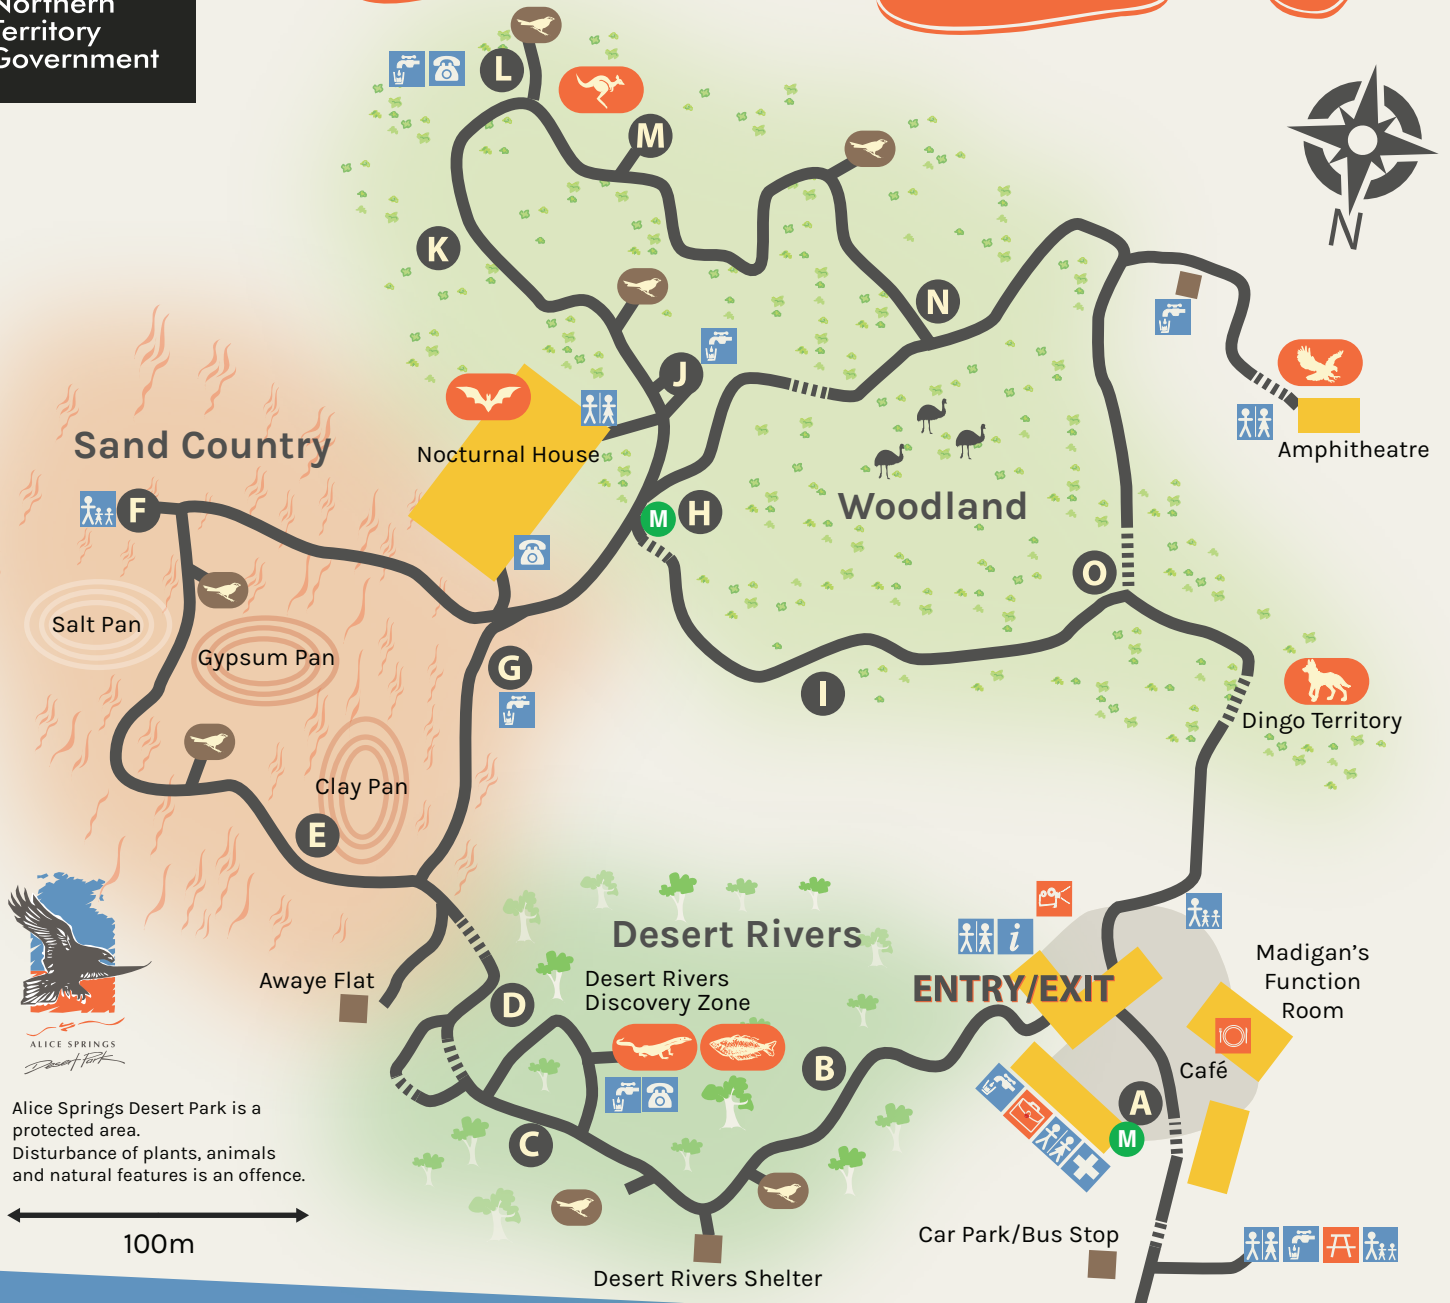 Northern
Territory
Government
L
M
K
N
J
N
Nocturnal House
Sand Country
Amphitheatre
Woodland
F
M
H
O
Salt Pan
Gypsum Pan
G
I
Dingo Territory
Clay Pan
E
Desert Rivers
Awaye Flat
Desert Rivers
Discovery Zone
D
i
ENTRY/EXIT
Madigan's
Function
Room
ALICE SPRINGS
Desert Park
B
Café
A
M
C
Alice Springs Desert Park is a
protected area.
Disturbance of plants, animals
and natural features is an offence.
100m
Car Park/Bus Stop
Desert Rivers Shelter